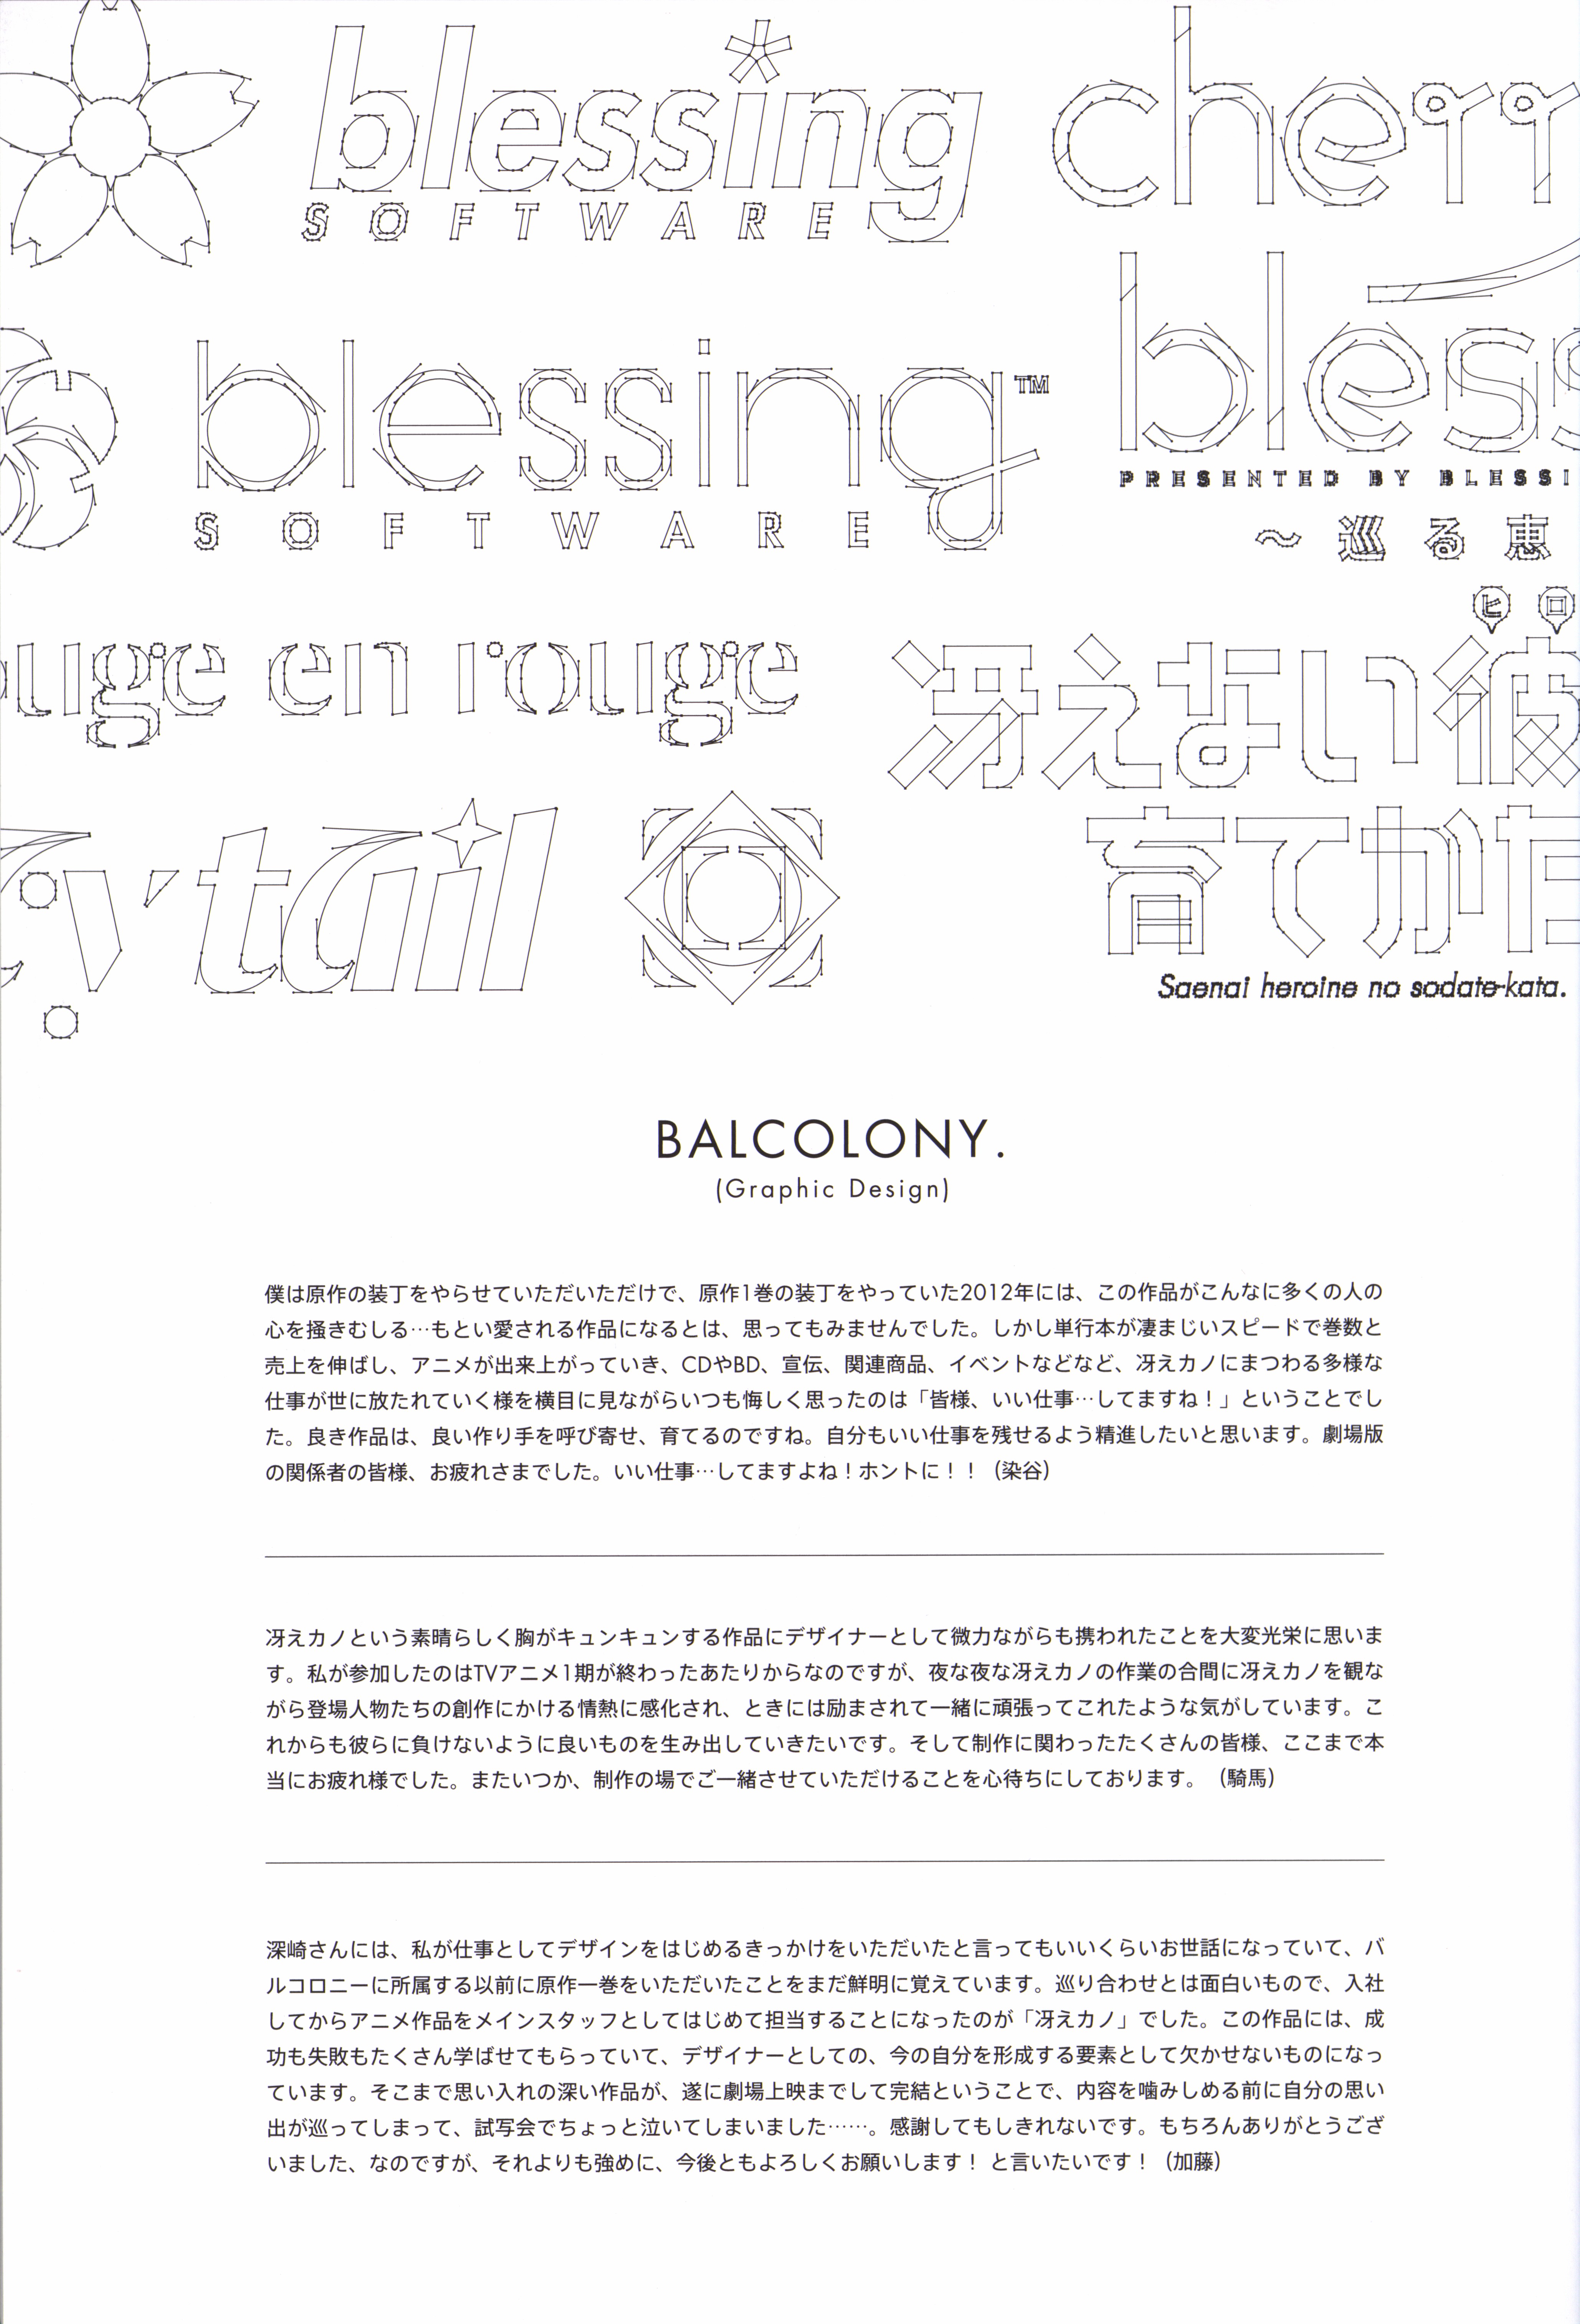 blessing
SOFTWARE
cherr
bless
PRESENTED BY BLESSI
～巡る恵
blessing™
SOFTWARE
uge en rouge
ヒロ
冴えない彼
育てかた
Saenai heroine no sodate-kata.
y tail
BALCOLONY.
(Graphic Design)
僕は原作の装丁をやらせていただいただけで、原作1巻の装丁をやっていた2012年には、この作品がこんなに多くの人の
心を掻きむしる…もとい愛される作品になるとは、思ってもみませんでした。しかし単行本が凄まじいスピードで巻数と
売上を伸ばし、アニメが出来上がっていき、CDやBD、宣伝、関連商品、イベントなどなど、冴えカノにまつわる多様な
仕事が世に放たれていく様を横目に見ながらいつも悔しく思ったのは「皆様、いい仕事…してますね！」ということでし
た。良き作品は、良い作り手を呼び寄せ、育てるのですね。自分もいい仕事を残せるよう精進したいと思います。劇場版
の関係者の皆様、お疲れさまでした。いい仕事…してますよね！ホントに！！（染谷）
冴えカノという素晴らしく胸がキュンキュンする作品にデザイナーとして微力ながらも携われたことを大変光栄に思いま
す。私が参加したのはTVアニメ1期が終わったあたりからなのですが、夜な夜な冴えカノの作業の合間に冴えカノを観な
がら登場人物たちの創作にかける情熱に感化され、ときには励まされて一緒に頑張ってこれたような気がしています。こ
れからも彼らに負けないように良いものを生み出していきたいです。そして制作に関わったたくさんの皆様、ここまで本
当にお疲れ様でした。またいつか、制作の場でご一緒させていただけることを心待ちにしております。（騎馬）
深崎さんには、私が仕事としてデザインをはじめるきっかけをいただいたと言ってもいいくらいお世話になっていて、バ
ルコロニーに所属する以前に原作一巻をいただいたことをまだ鮮明に覚えています。巡り合わせとは面白いもので、入社
してからアニメ作品をメインスタッフとしてはじめて担当することになったのが「冴えカノ」でした。この作品には、成
功も失敗もたくさん学ばせてもらっていて、デザイナーとしての、今の自分を形成する要素として欠かせないものになっ
ています。そこまで思い入れの深い作品が、遂に劇場上映までして完結ということで、内容を噛みしめる前に自分の思い
出が巡ってしまって、試写会でちょっと泣いてしまいました……。感謝してもしきれないです。もちろんありがとうござ
いました、なのですが、それよりも強めに、今後ともよろしくお願いします！と言いたいです！（加藤）